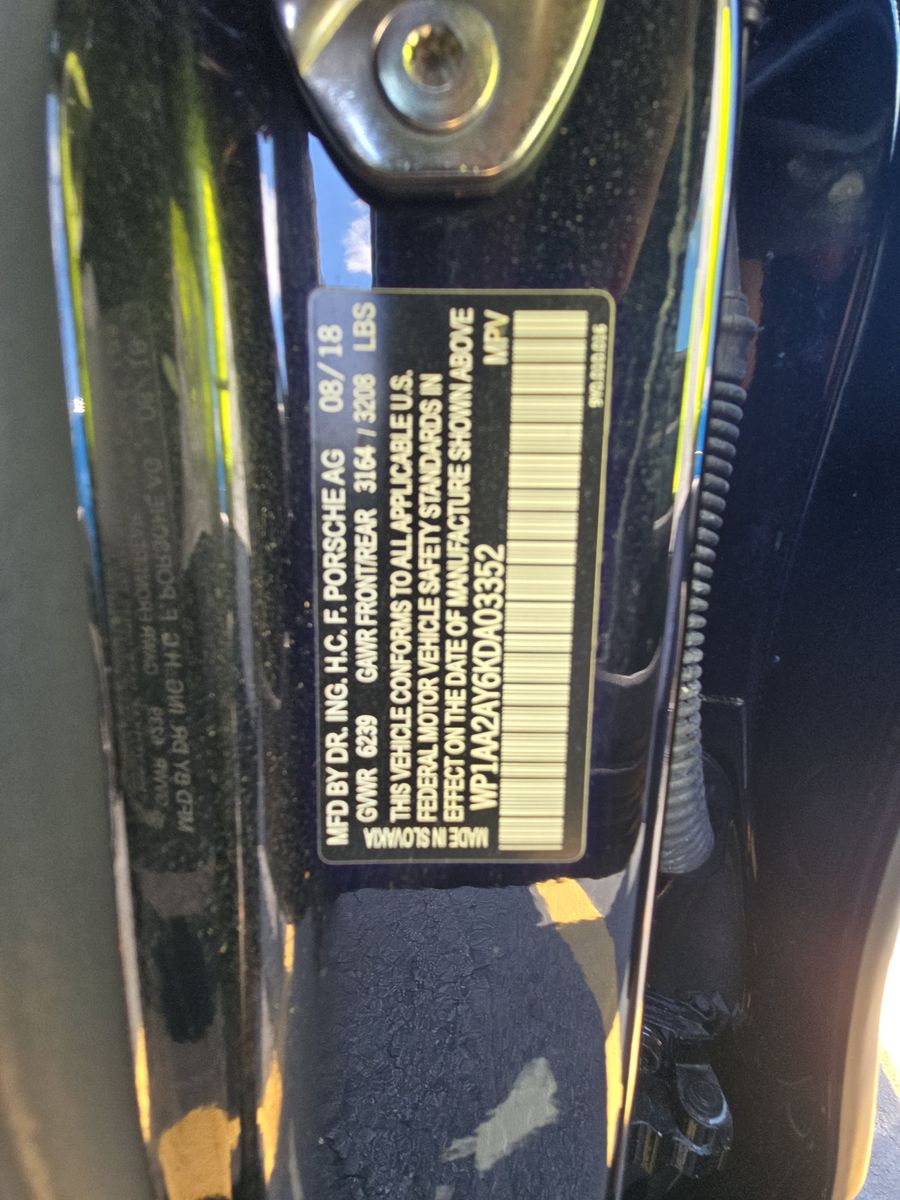 MFD BY DR. ING. H.C. F. PORSCHE AG 08/18
GVWR 6239 GAWR FRONT/REAR 3164 / 3208 LBS
THIS VEHICLE CONFORMS TO ALL APPLICABLE U.S.
FEDERAL MOTOR VEHICLE SAFETY STANDARDS IN
EFFECT ON THE DATE OF MANUFACTURE SHOWN ABOVE
MADE IN SLOVAKIA WP1AA2AY6KDA03352 MPV